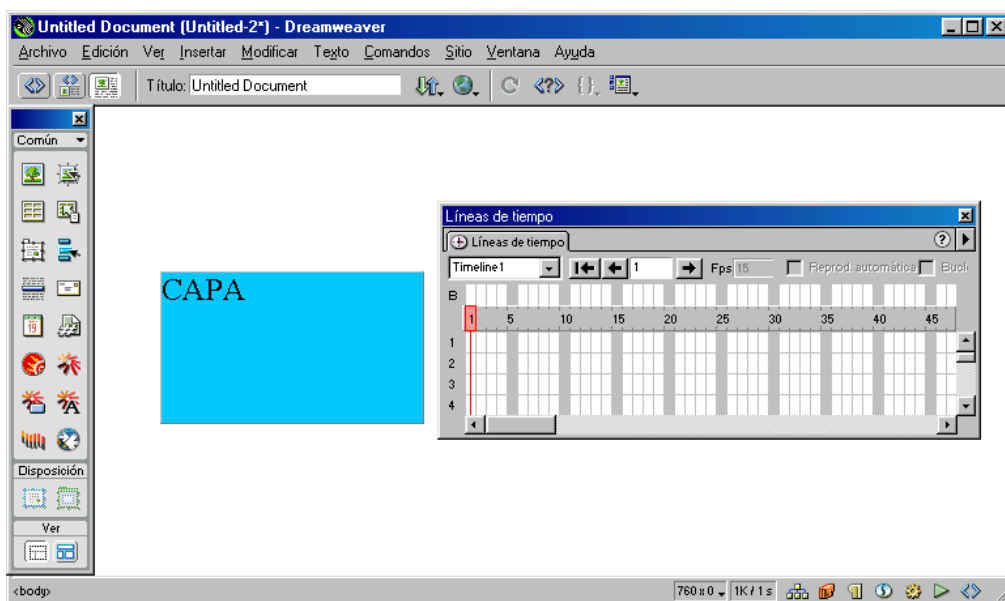 Untitled Document (Untitled-2*) - Dreamweaver
Archivo Edición Ver Insertar Modificar Texto Comandos Sitio Ventana Ayuda
Título: Untitled Document
Común
CAPA
Líneas de tiempo
Líneas de tiempo
Timeline1 1 Fps 15 Reprod. automática Bucl
B
1 5 10 15 20 25 30 35 40 45
1
2
3
4
19
Disposición
Ver
<body> 760 x 0 1K / 1 s